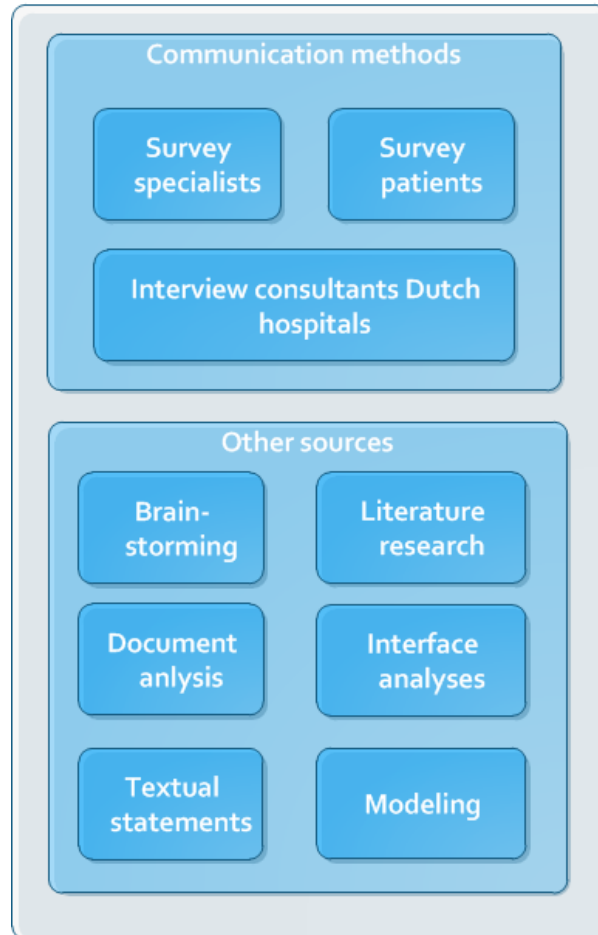 Communication methods
Survey
specialists
Survey
patients
Interview consultants Dutch
hospitals
Other sources
Brain-
storming
Literature
research
Document
anlysis
Interface
analyses
Textual
statements
Modeling